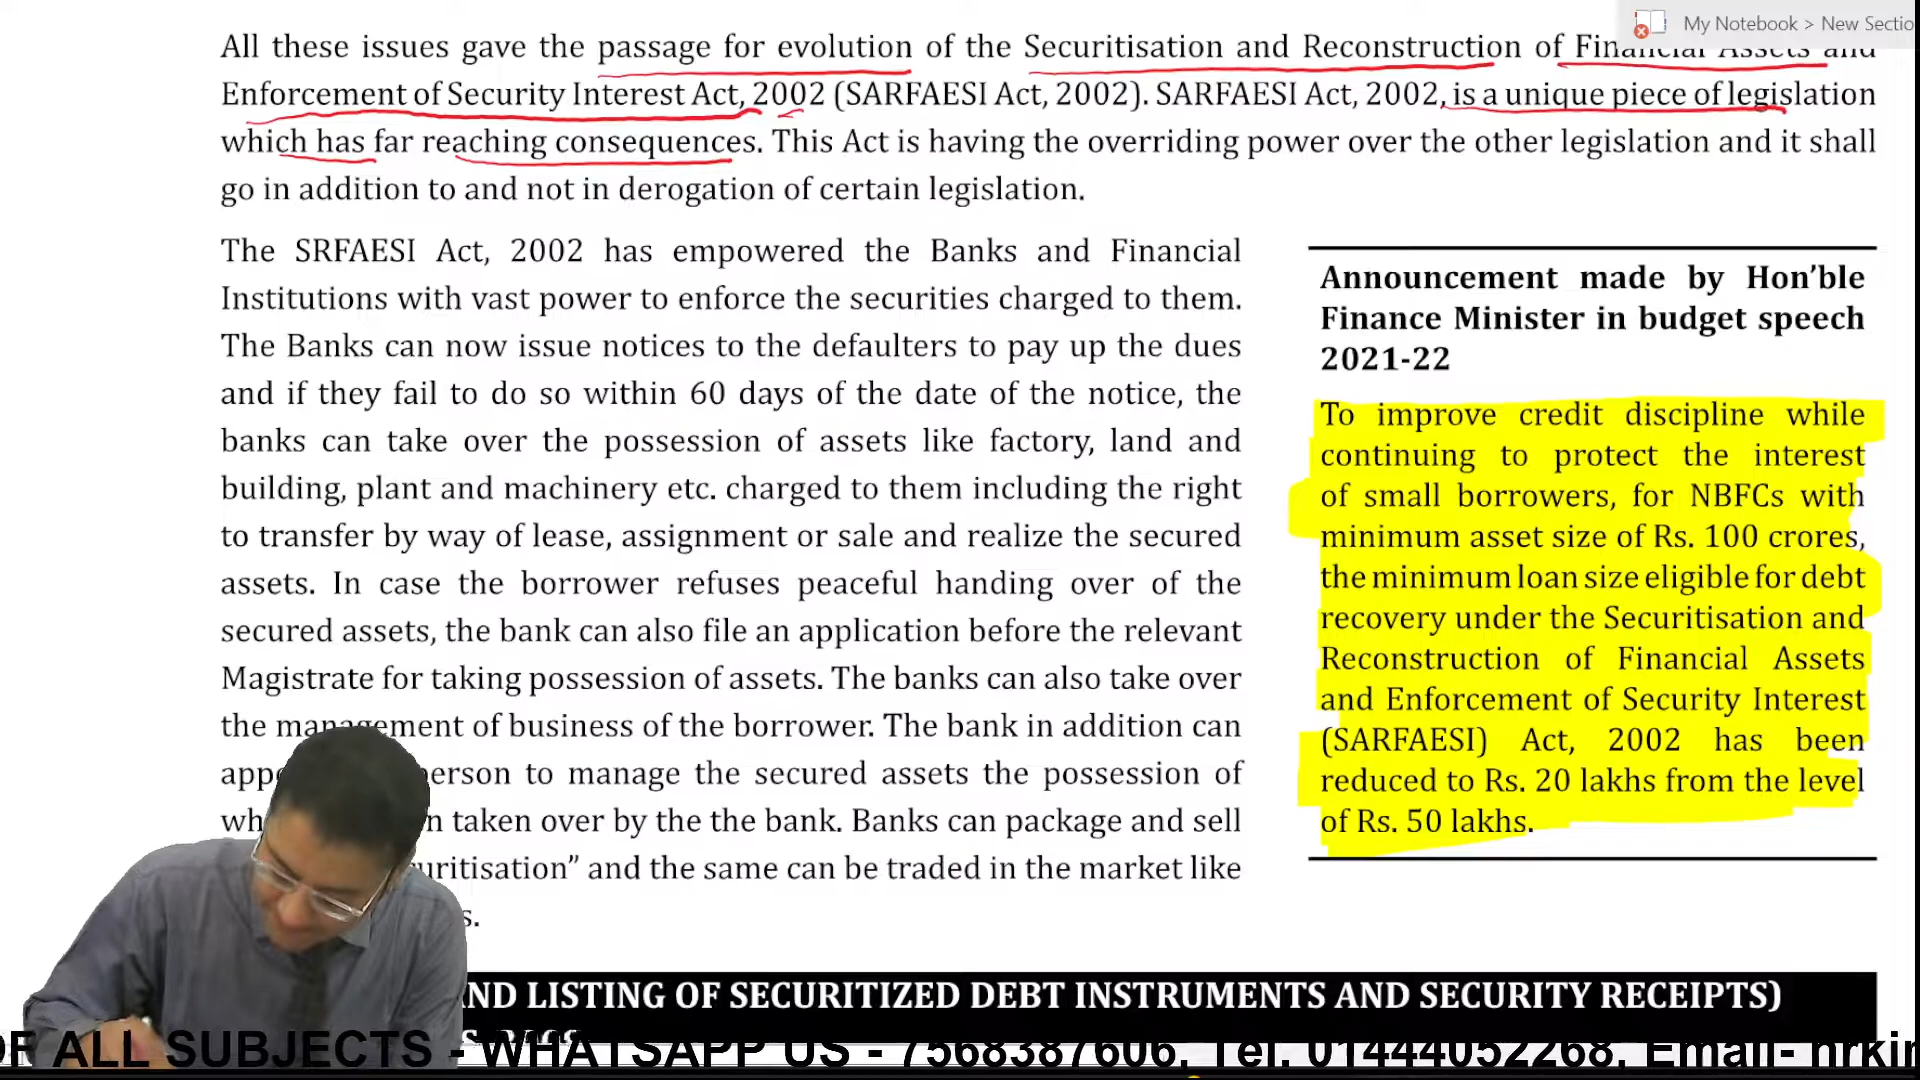 My Notebook > New Sectio
All these issues gave the passage for evolution of the Securitisation and Reconstruction of Financial Assets and
Enforcement of Security Interest Act, 2002 (SARFAESI Act, 2002). SARFAESI Act, 2002, is a unique piece of legislation
which has far reaching consequences. This Act is having the overriding power over the other legislation and it shall
go in addition to and not in derogation of certain legislation.
The SRFAESI Act, 2002 has empowered the Banks and Financial
Institutions with vast power to enforce the securities charged to them.
The Banks can now issue notices to the defaulters to pay up the dues
and if they fail to do so within 60 days of the date of the notice, the
banks can take over the possession of assets like factory, land and
building, plant and machinery etc. charged to them including the right
to transfer by way of lease, assignment or sale and realize the secured
assets. In case the borrower refuses peaceful handing over of the
secured assets, the bank can also file an application before the relevant
Magistrate for taking possession of assets. The banks can also take over
the management of business of the borrower. The bank in addition can
app erson to manage the secured assets the possession of
wh n taken over by the the bank. Banks can package and sell
uritisation” and the same can be traded in the market like
s.
Announcement made by Hon’ble
Finance Minister in budget speech
2021-22
To improve credit discipline while
continuing to protect the interest
of small borrowers, for NBFCs with
minimum asset size of Rs. 100 crores,
the minimum loan size eligible for debt
recovery under the Securitisation and
Reconstruction of Financial Assets
and Enforcement of Security Interest
(SARFAESI) Act, 2002 has been
reduced to Rs. 20 lakhs from the level
of Rs. 50 lakhs.
ND LISTING OF SECURITIZED DEBT INSTRUMENTS AND SECURITY RECEIPTS)
OF ALL SUBJECTS - WHATSAPP US - 7568387606, Tel. 01444052268, Email- hrkin